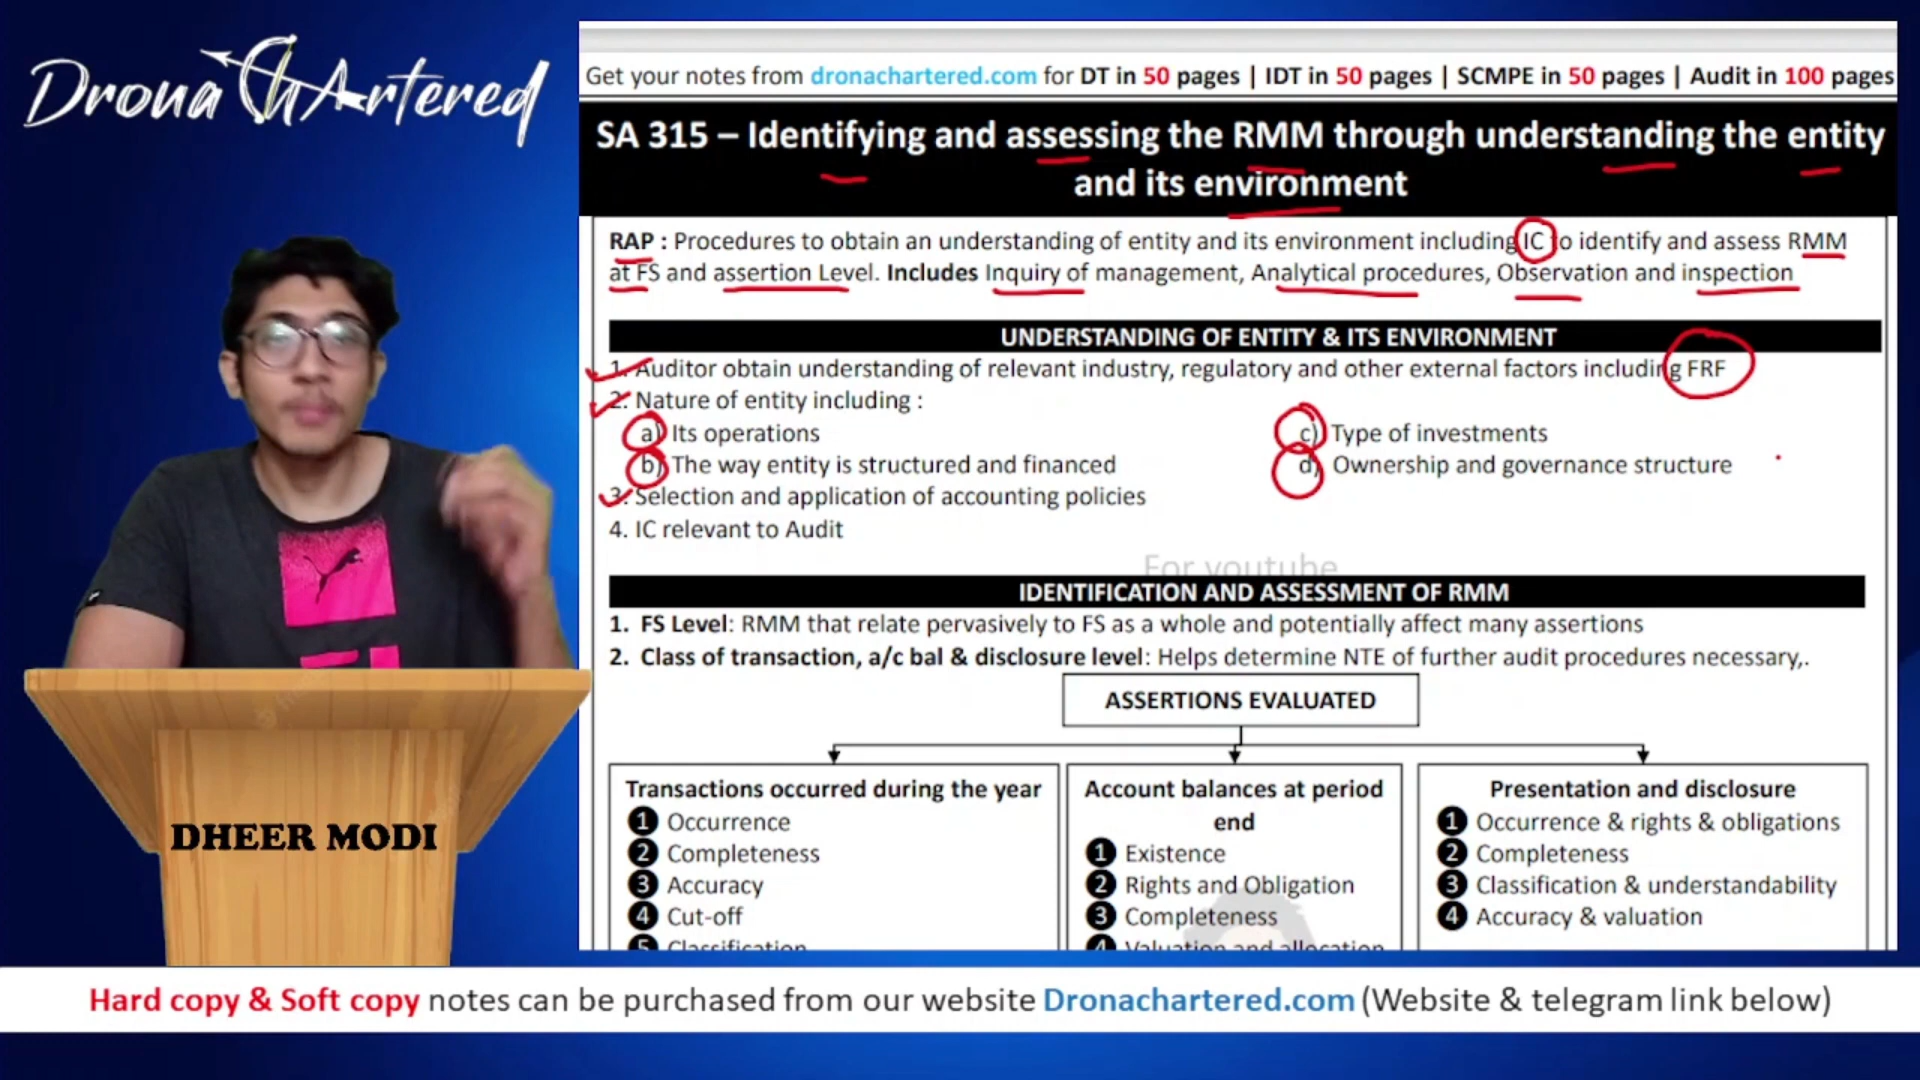 Drona ChArtered
Get your notes from dronachartered.com for DT in 50 pages | IDT in 50 pages | SCMPE in 50 pages | Audit in 100 pages
SA 315 – Identifying and assessing the RMM through understanding the entity
and its environment
RAP : Procedures to obtain an understanding of entity and its environment including IC to identify and assess RMM
at FS and assertion Level. Includes Inquiry of management, Analytical procedures, Observation and inspection
UNDERSTANDING OF ENTITY & ITS ENVIRONMENT
1. Auditor obtain understanding of relevant industry, regulatory and other external factors including FRF
2. Nature of entity including :
a) Its operations
c) Type of investments
b) The way entity is structured and financed
d) Ownership and governance structure
3. Selection and application of accounting policies
4. IC relevant to Audit
For youtube
IDENTIFICATION AND ASSESSMENT OF RMM
1. FS Level: RMM that relate pervasively to FS as a whole and potentially affect many assertions
2. Class of transaction, a/c bal & disclosure level: Helps determine NTE of further audit procedures necessary,.
ASSERTIONS EVALUATED
Transactions occurred during the year
1 Occurrence
2 Completeness
3 Accuracy
4 Cut-off
5 Classification
Account balances at period
end
1 Existence
2 Rights and Obligation
3 Completeness
4 Valuation and allocation
Presentation and disclosure
1 Occurrence & rights & obligations
2 Completeness
3 Classification & understandability
4 Accuracy & valuation
DHEER MODI
Hard copy & Soft copy notes can be purchased from our website Dronachartered.com (Website & telegram link below)